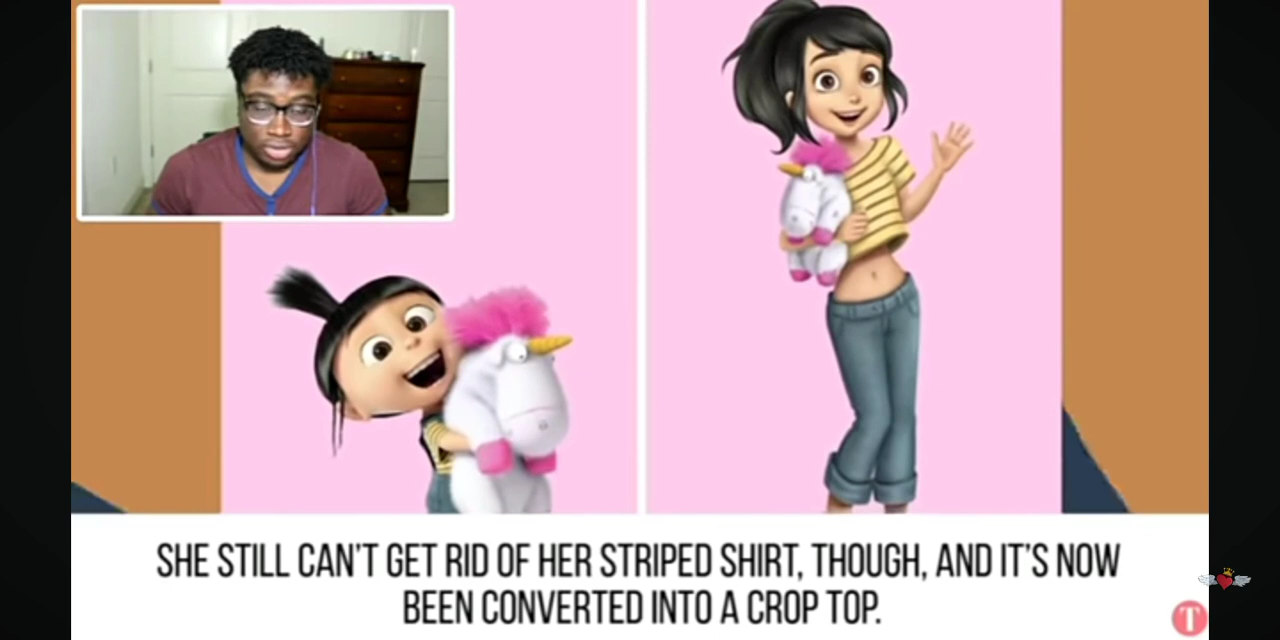 SHE STILL CAN'T GET RID OF HER STRIPED SHIRT, THOUGH, AND IT'S NOW
BEEN CONVERTED INTO A CROP TOP.
T